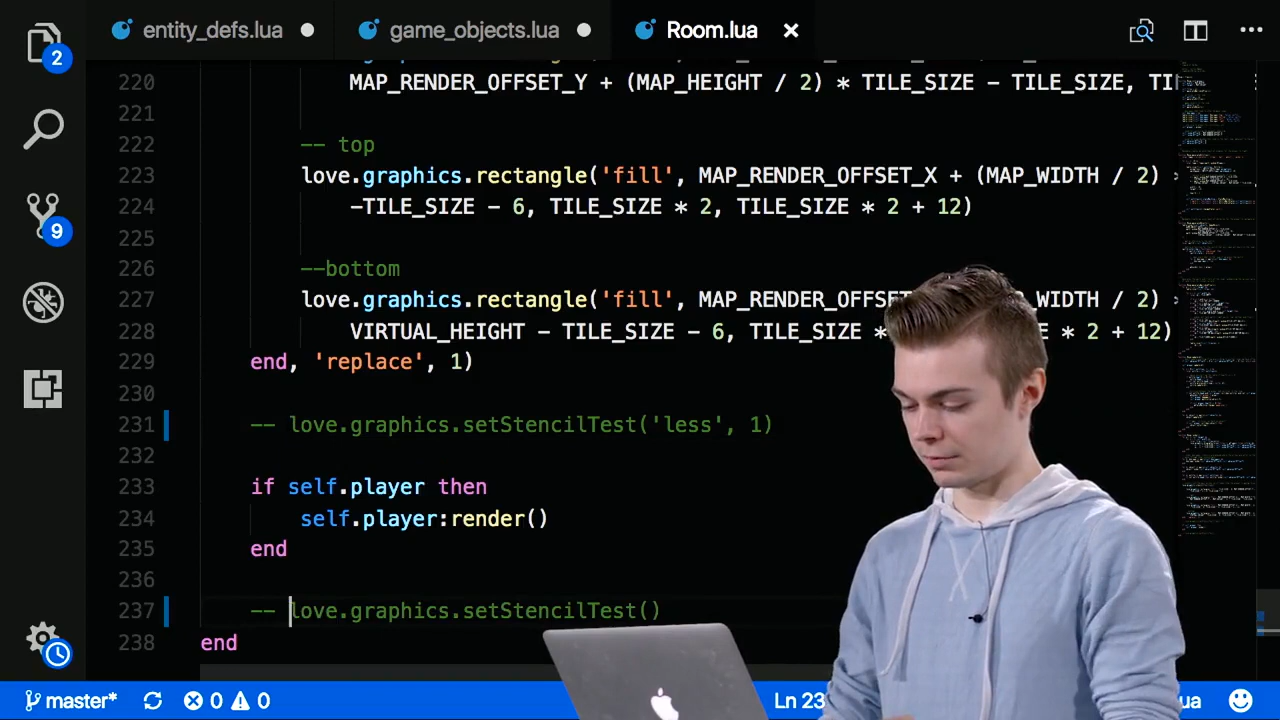 entity_defs.lua
game_objects.lua
Room.lua
2
9
220 MAP_RENDER_OFFSET_Y + (MAP_HEIGHT / 2) * TILE_SIZE - TILE_SIZE,
221
222 -- top
223 love.graphics.rectangle('fill', MAP_RENDER_OFFSET_X + (MAP_WIDTH / 2)
224 -TILE_SIZE - 6, TILE_SIZE * 2, TILE_SIZE * 2 + 12)
225
226 --bottom
227 love.graphics.rectangle('fill', MAP_RENDER_OFFSE WIDTH / 2)
228 VIRTUAL_HEIGHT - TILE_SIZE - 6, TILE_SIZE * * 2 + 12)
229 end, 'replace', 1)
230
231 -- love.graphics.setStencilTest('less', 1)
232
233 if self.player then
234 self.player:render()
235 end
236
237 -- love.graphics.setStencilTest()
238 end
master* 0 0 Ln 23 ua